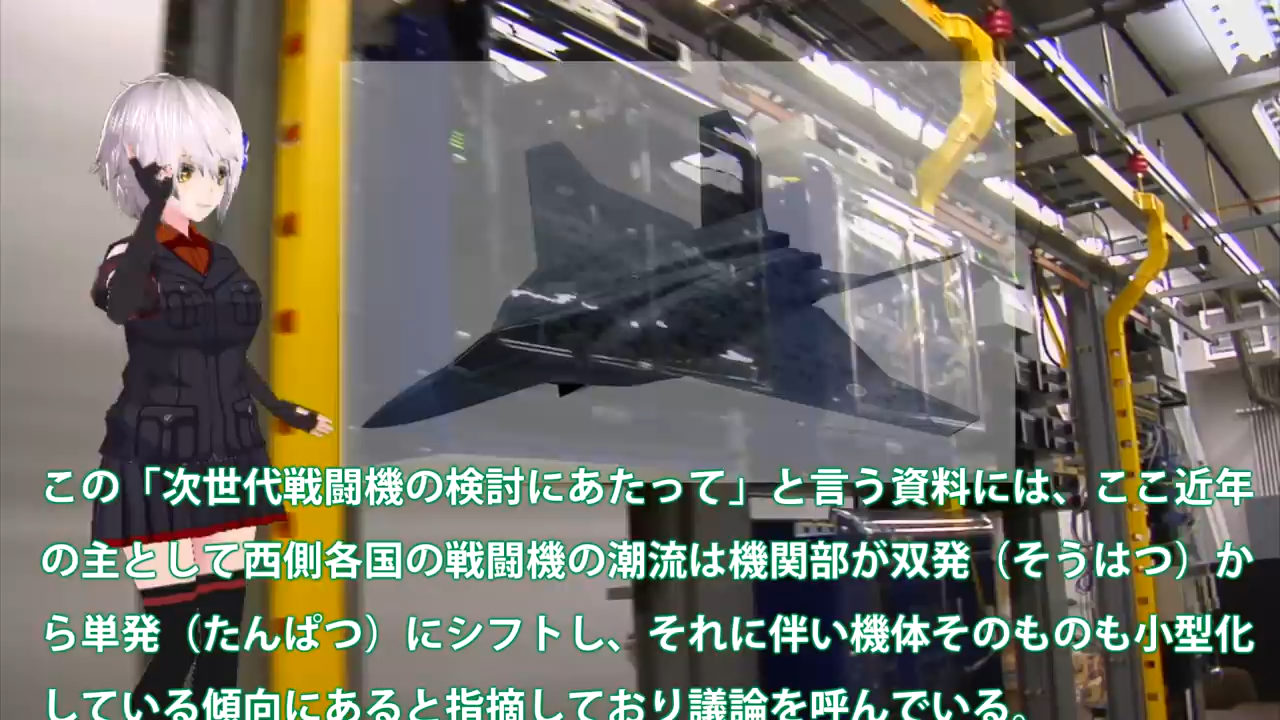 この「次世代戦闘機の検討にあたって」と言う資料には、ここ近年
の主として西側各国の戦闘機の潮流は機関部が双発（そうはつ）か
ら単発（たんぱつ）にシフトし、それに伴い機体そのものも小型化
している傾向にあると指摘しており議論を呼んでいる。